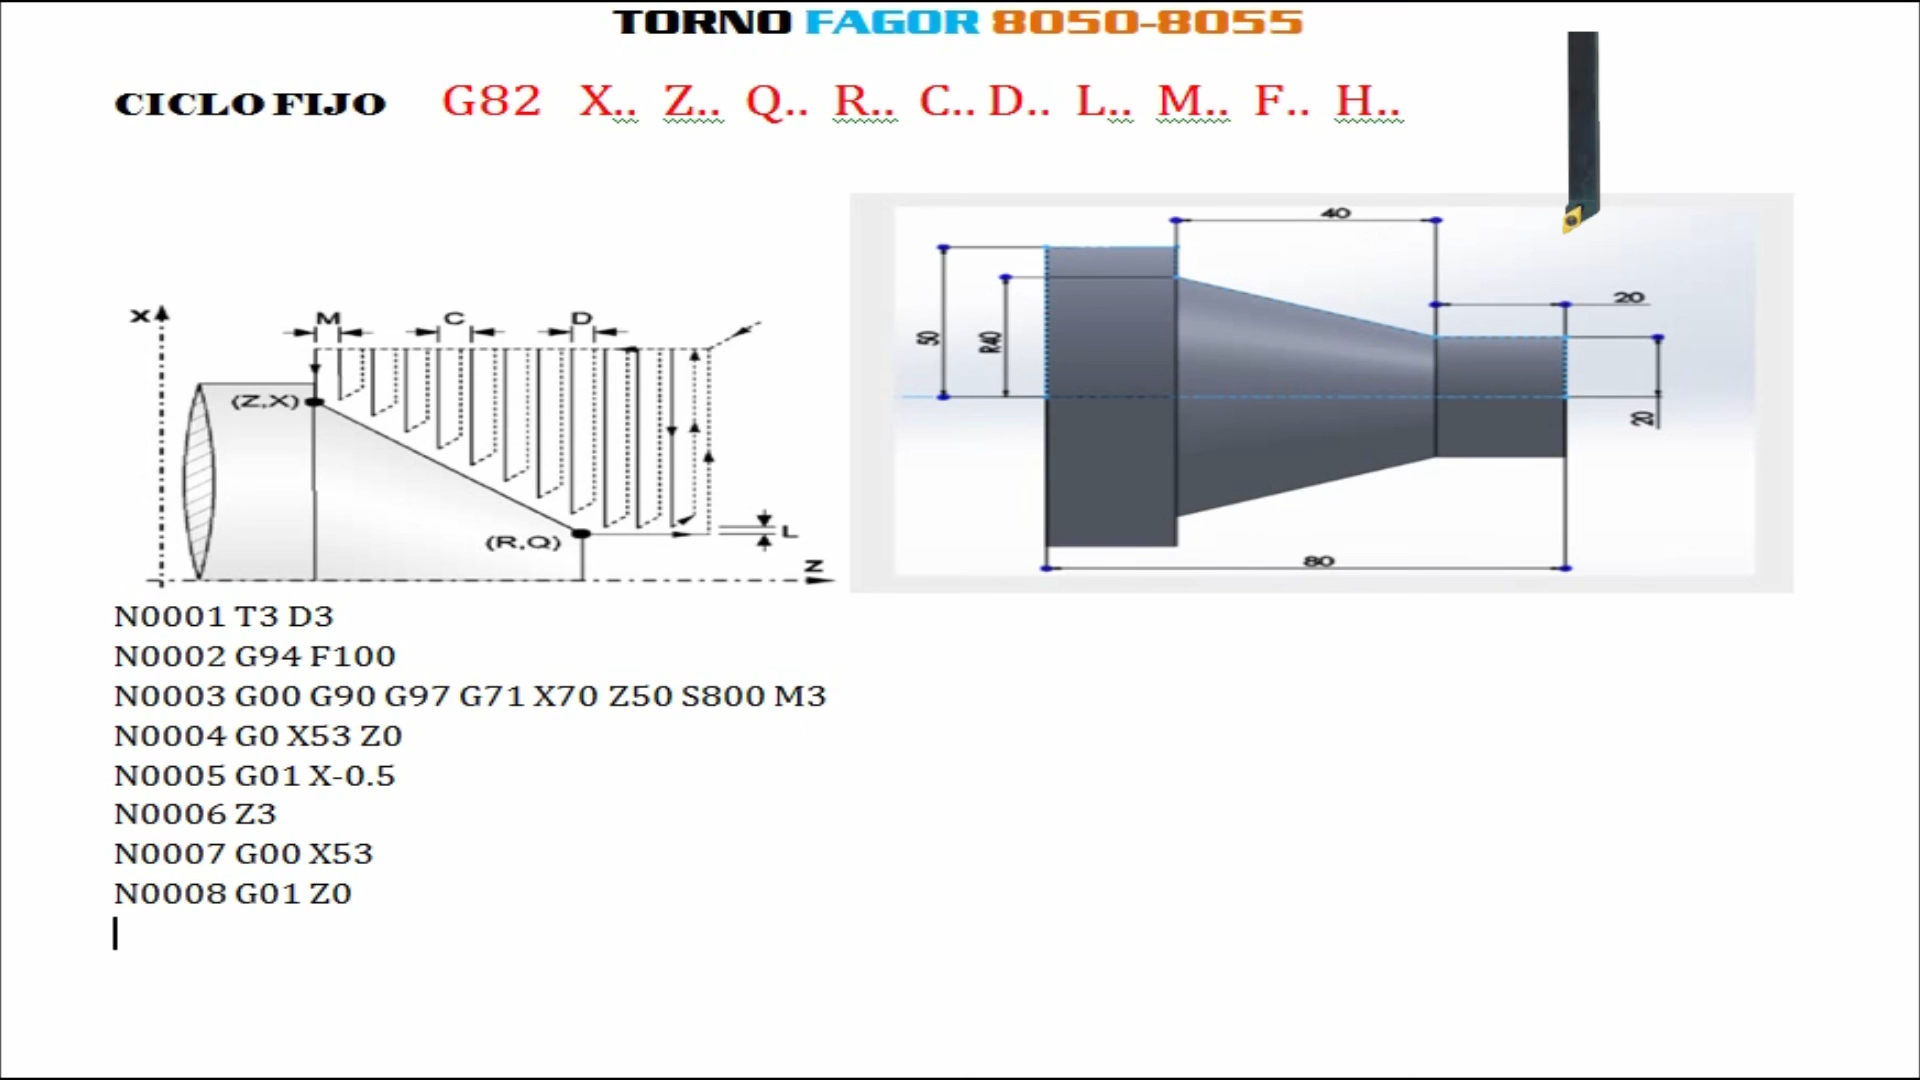 TORNO FAGOR 8050-8055
CICLO FIJO G82 X.. Z.. Q.. R.. C.. D.. L.. M.. F.. H..
X
M
C
D
(Z,X)
(R,Q)
L
Z
40
20
50
R40
20
80
N0001 T3 D3
N0002 G94 F100
N0003 G00 G90 G97 G71 X70 Z50 S800 M3
N0004 G0 X53 Z0
N0005 G01 X-0.5
N0006 Z3
N0007 G00 X53
N0008 G01 Z0